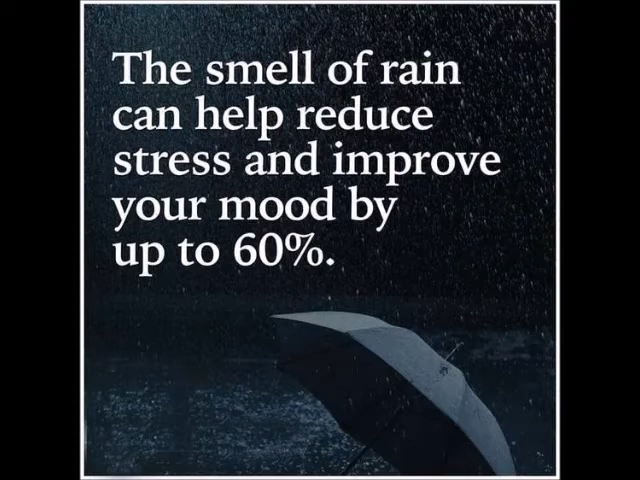 The smell of rain
can help reduce
stress and improve
your mood by
up to 60%.